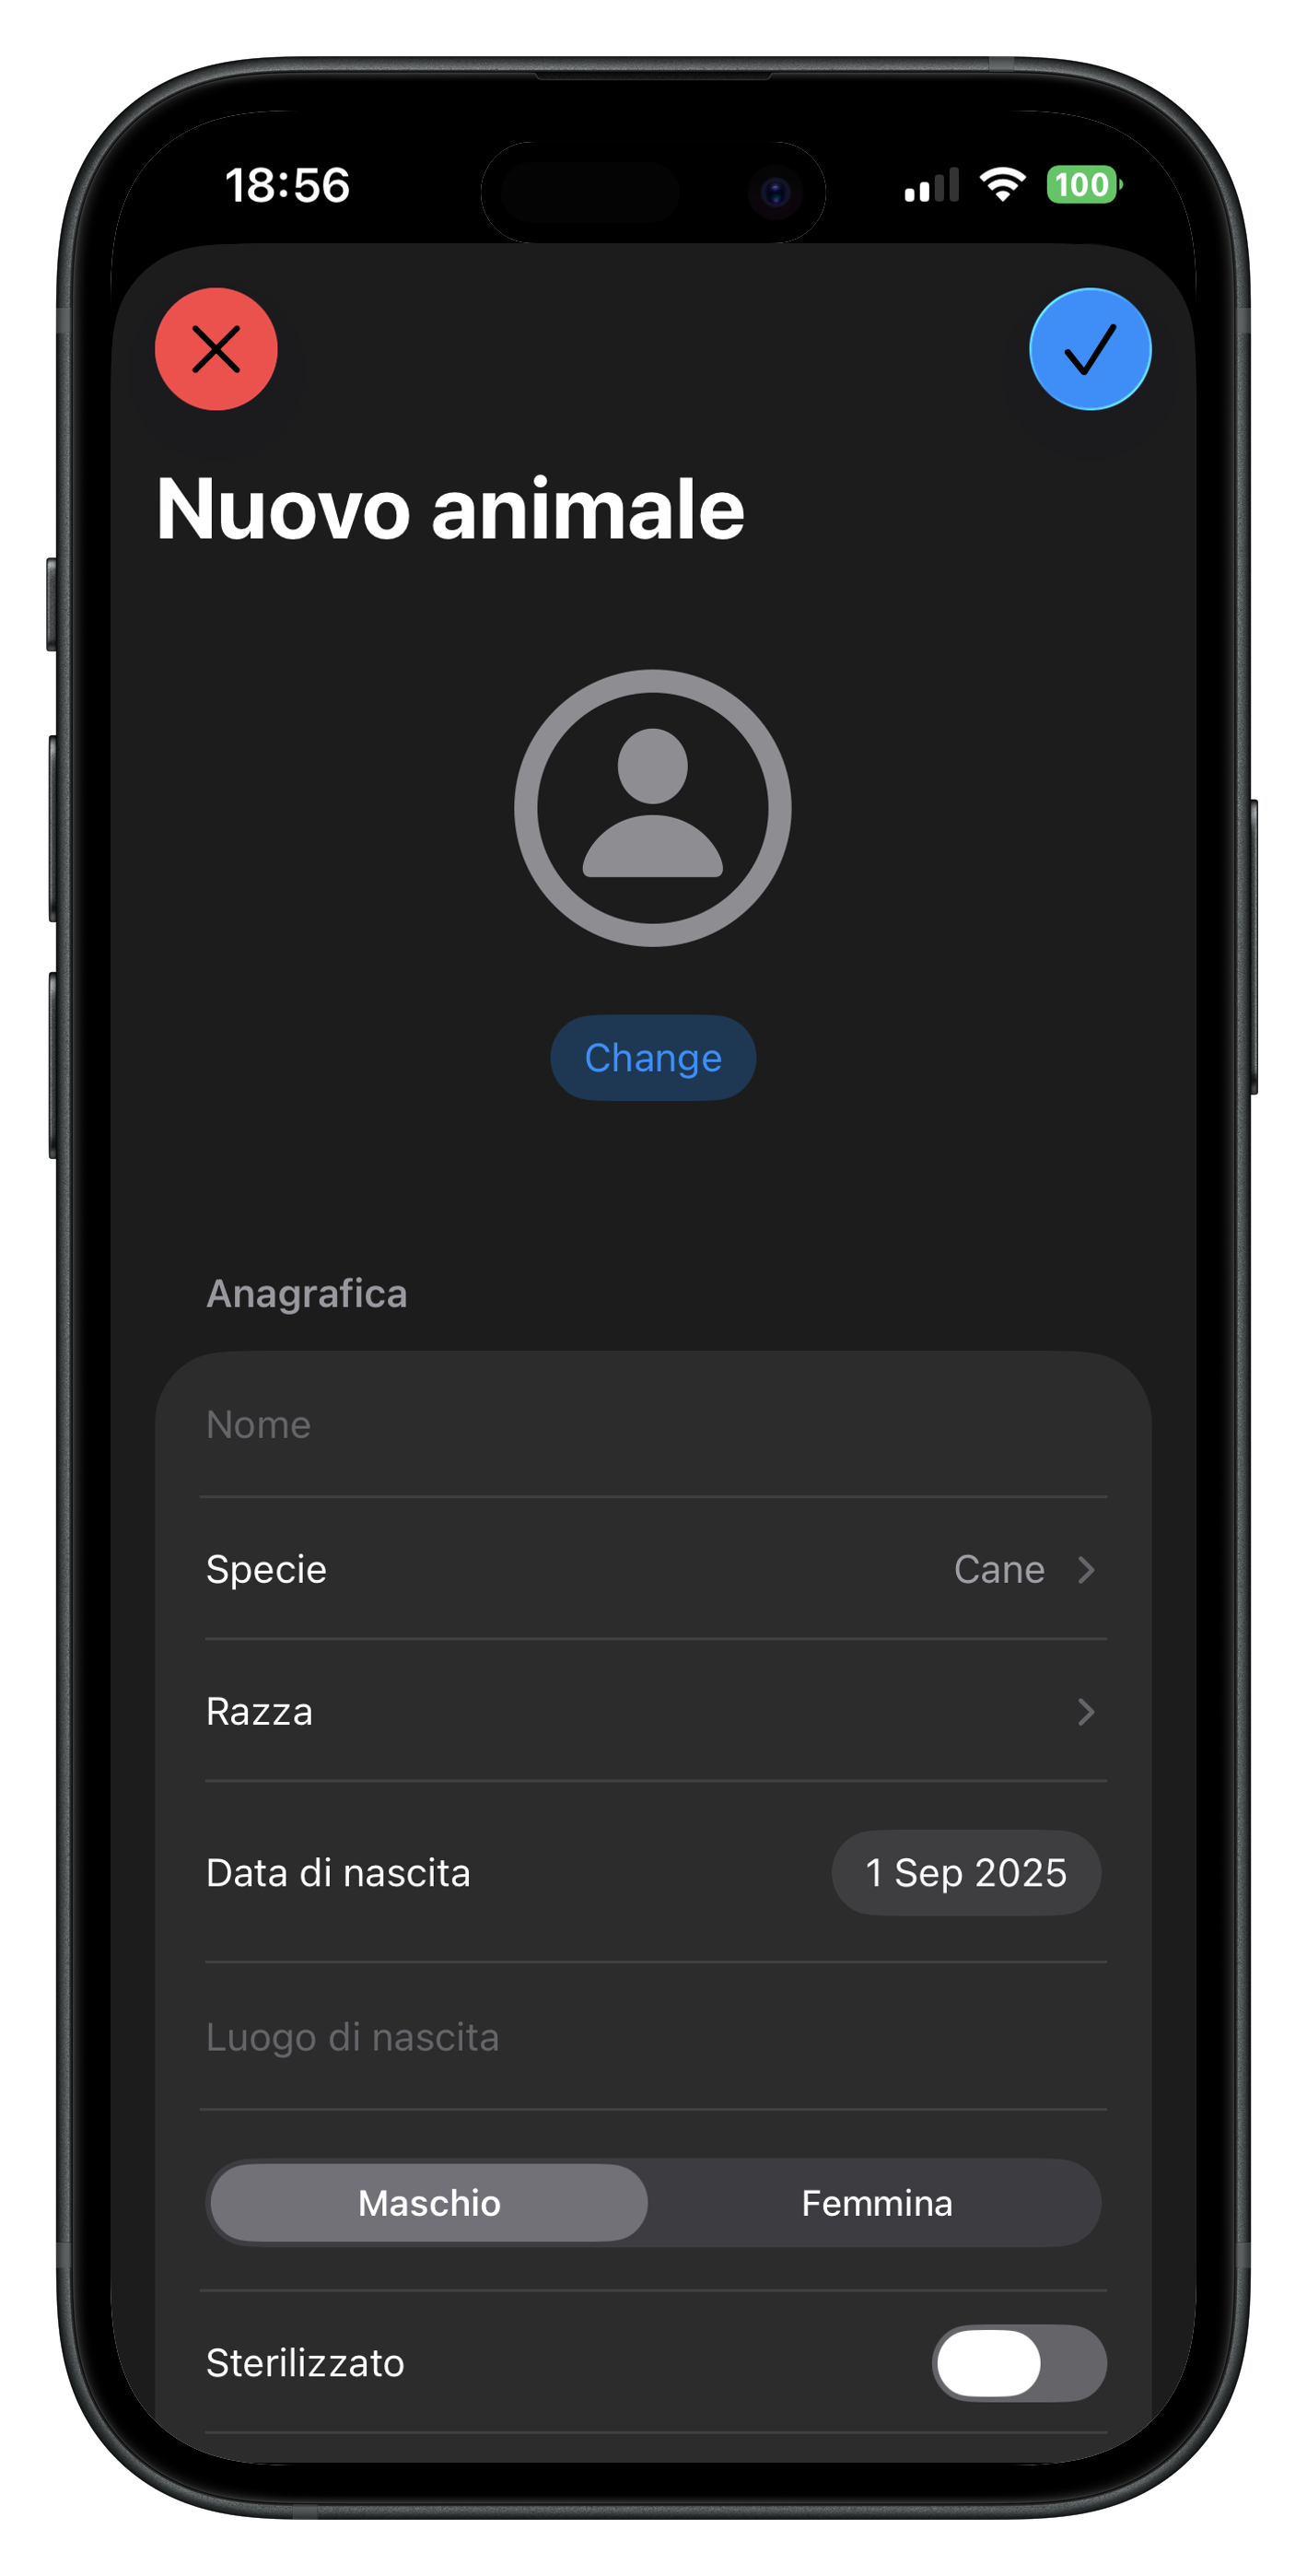 18:56
100
Nuovo animale
Change
Anagrafica
Nome
Specie Cane
Razza
Data di nascita 1 Sep 2025
Luogo di nascita
Maschio Femmina
Sterilizzato